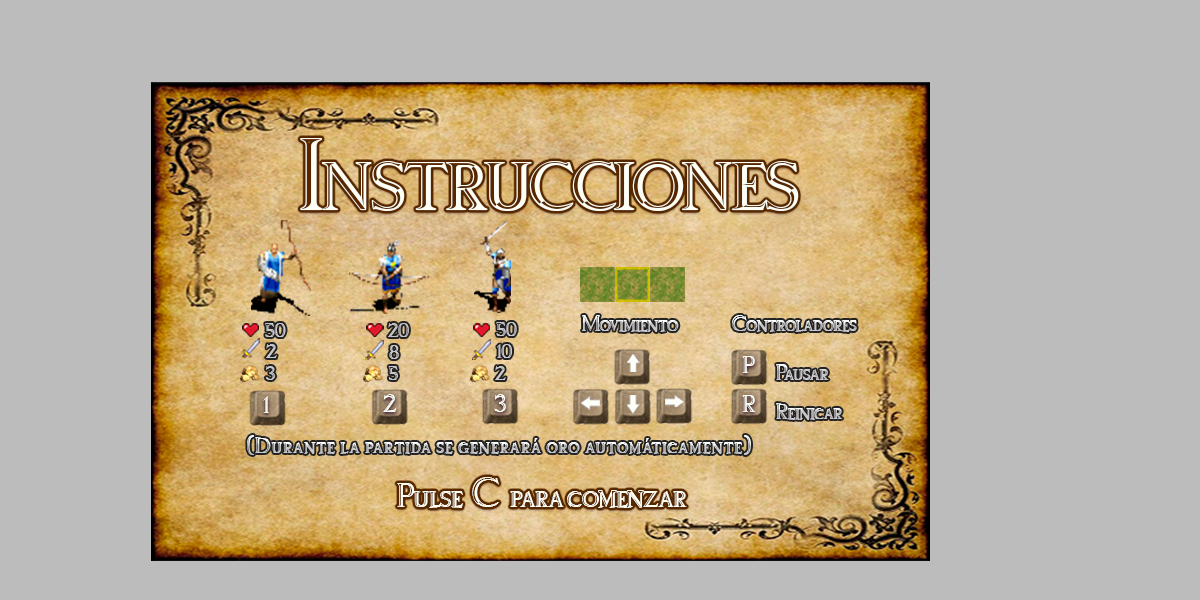 Instrucciones
50 20 50
2 8 10
3 5 2
Movimiento Controladores
P Pausar
1 2 3 R Reinicar
(Durante la partida se generará oro automáticamente)
Pulse C para comenzar